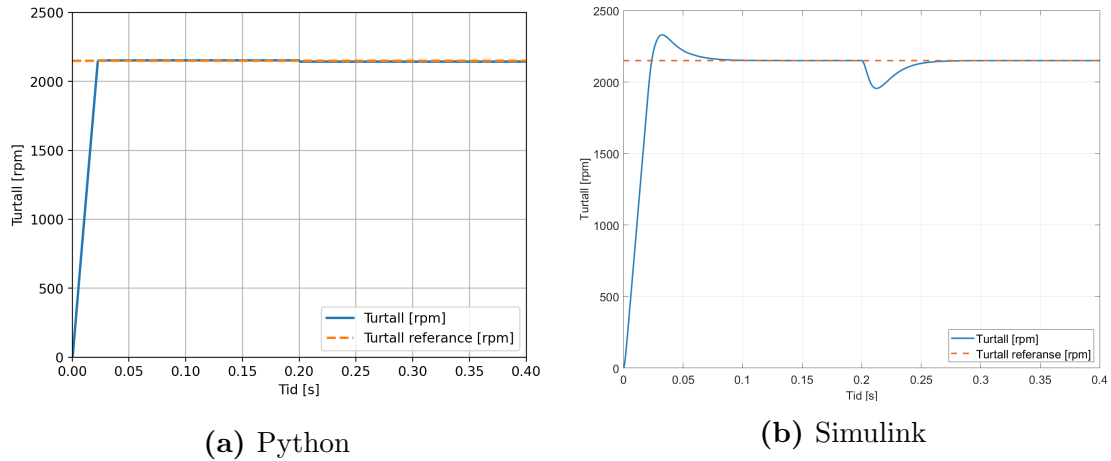 2500
2000
1500
1000
500
0
Turtall [rpm]
0.00 0.05 0.10 0.15 0.20 0.25 0.30 0.35 0.40
Tid [s]
Turtall [rpm]
Turtall referance [rpm]
(a) Python
2500
2000
1500
1000
500
0
Turtall [rpm]
0 0.05 0.1 0.15 0.2 0.25 0.3 0.35 0.4
Tid [s]
Turtall [rpm]
Turtall referanse [rpm]
(b) Simulink